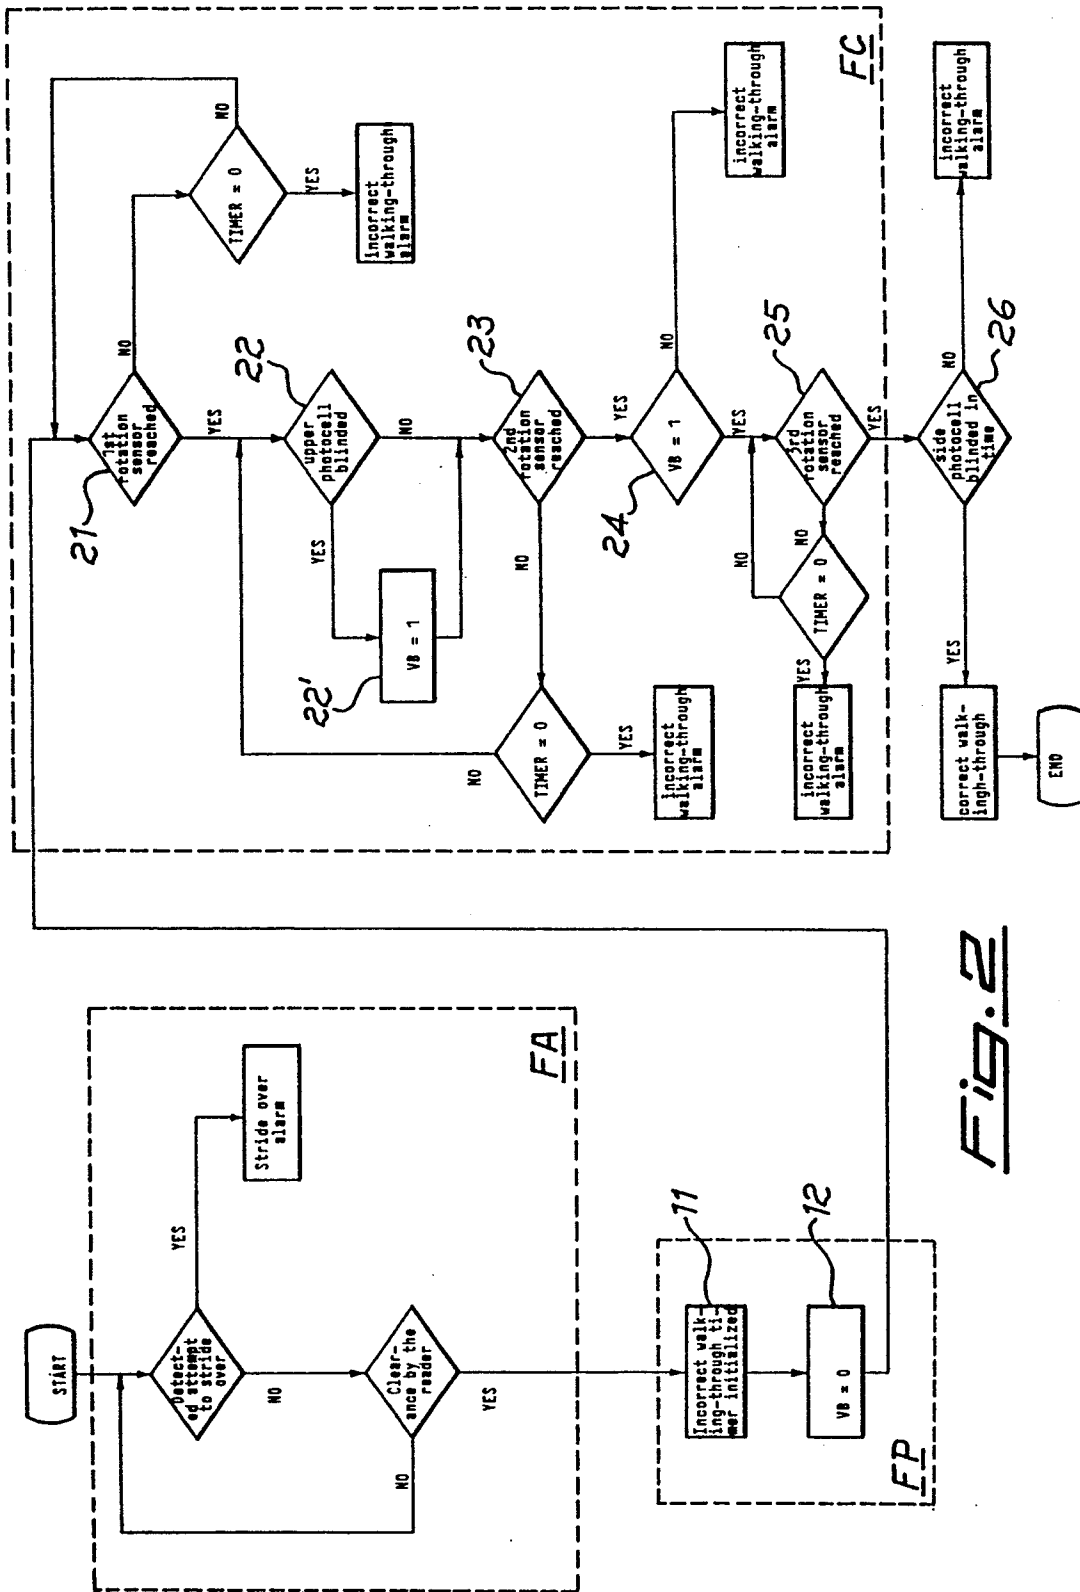 START
Detect-
ed attempt
to stride
over
YES
Stride over
alarm
NO
Clear-
ance by the
reader
NO
YES
FA
Incorrect walk-
ing-through ti-
mer initialized
11
VB = 0
12
FP
1st
rotation
sensor
reached
21
NO
TIMER = 0
NO
YES
incorrect
walking-through
alarm
YES
upper
photocell
blinded
22
YES
VB = 1
22'
NO
2nd
rotation
sensor
reached
23
NO
TIMER = 0
NO
YES
incorrect
walking-through
alarm
YES
VB = 1
24
NO
incorrect
walking-through
alarm
YES
3rd
rotation
sensor
reached
25
NO
TIMER = 0
NO
YES
incorrect
walking-through
alarm
YES
FC
side
photocell
blinded in
time
26
NO
incorrect
walking-through
alarm
YES
correct walk-
ingh-through
END
Fig. 2